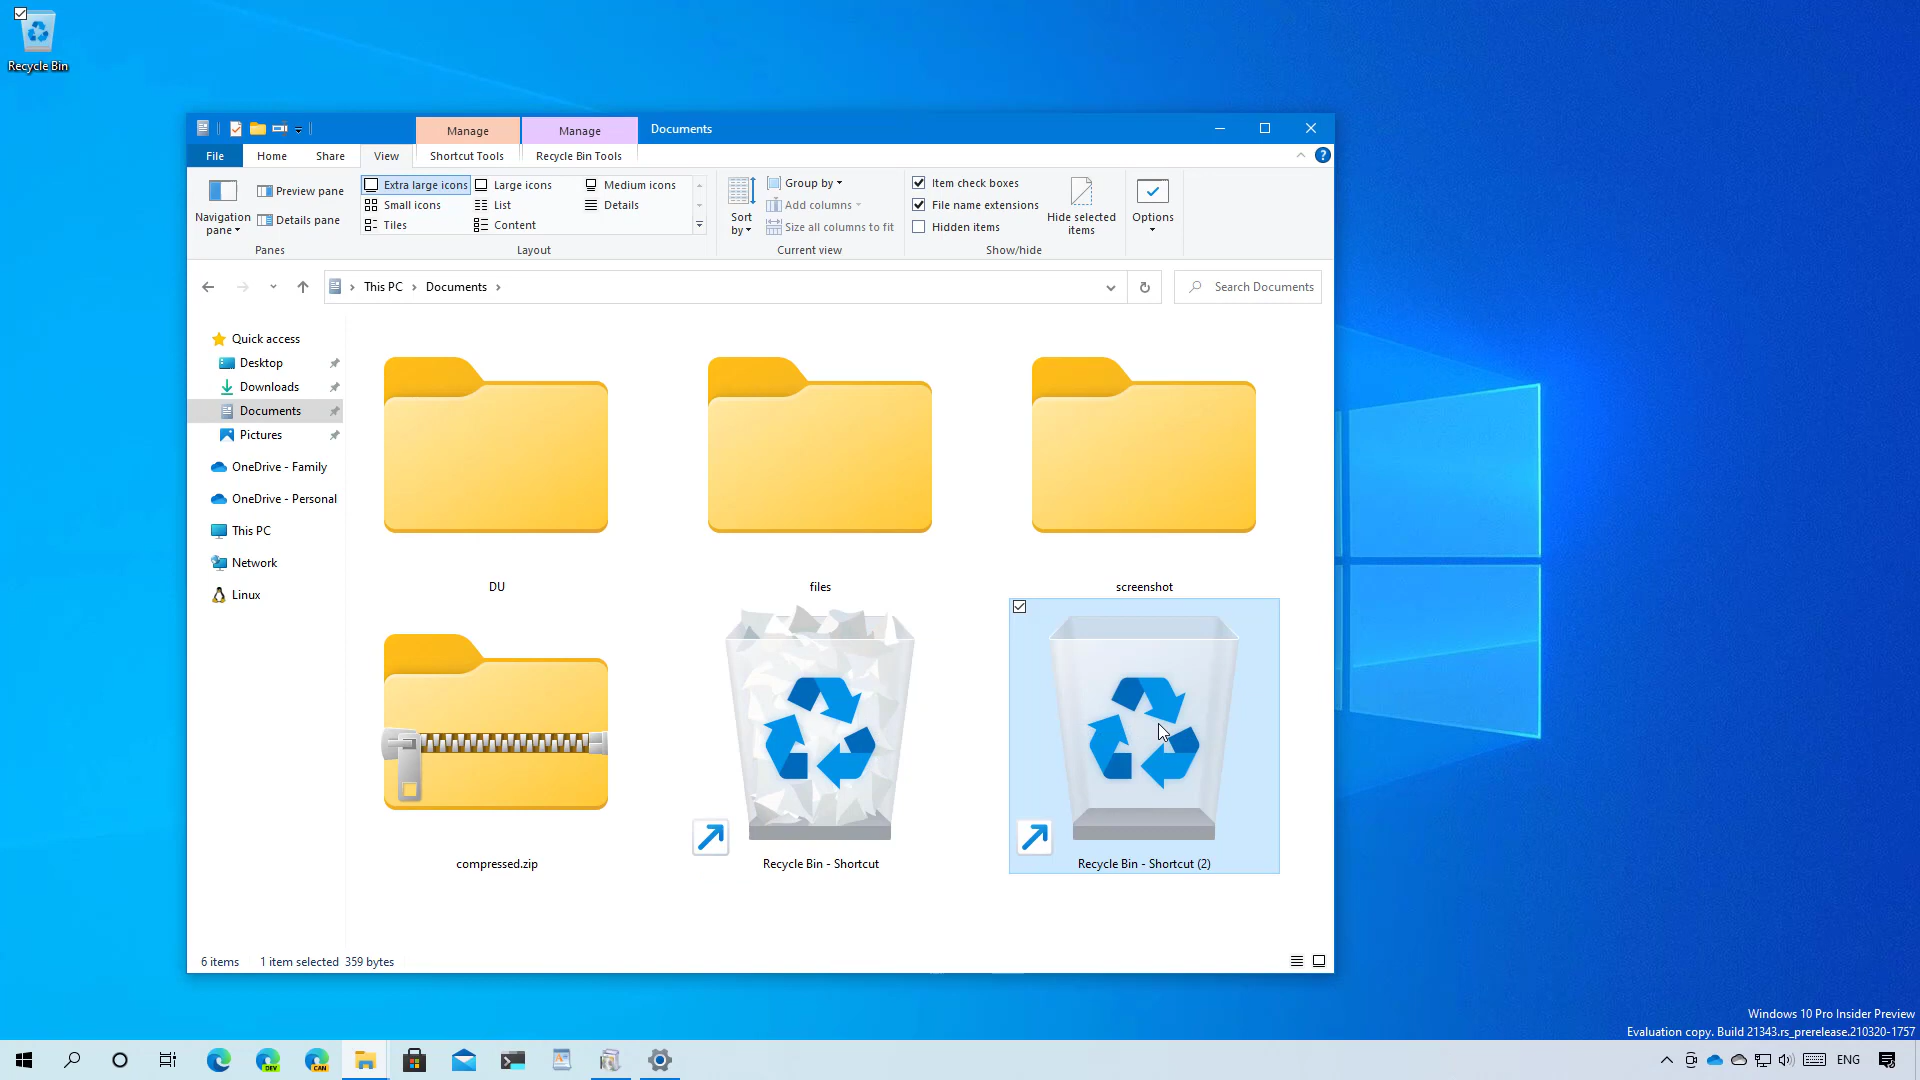 Recycle Bin
Manage
Manage
Documents
File
Home
Share
View
Shortcut Tools
Recycle Bin Tools
Navigation pane
Preview pane
Details pane
Panes
Extra large icons
Large icons
Medium icons
Small icons
List
Details
Tiles
Content
Layout
Sort by
Group by
Add columns
Size all columns to fit
Current view
Item check boxes
File name extensions
Hidden items
Hide selected items
Show/hide
Options
This PC
Documents
Search Documents
Quick access
Desktop
Downloads
Documents
Pictures
OneDrive - Family
OneDrive - Personal
This PC
Network
Linux
DU
files
screenshot
compressed.zip
Recycle Bin - Shortcut
Recycle Bin - Shortcut (2)
6 items
1 item selected 359 bytes
Windows 10 Pro Insider Preview
Evaluation copy. Build 21343.rs_prerelease.210320-1757
DEV
CAN
ENG